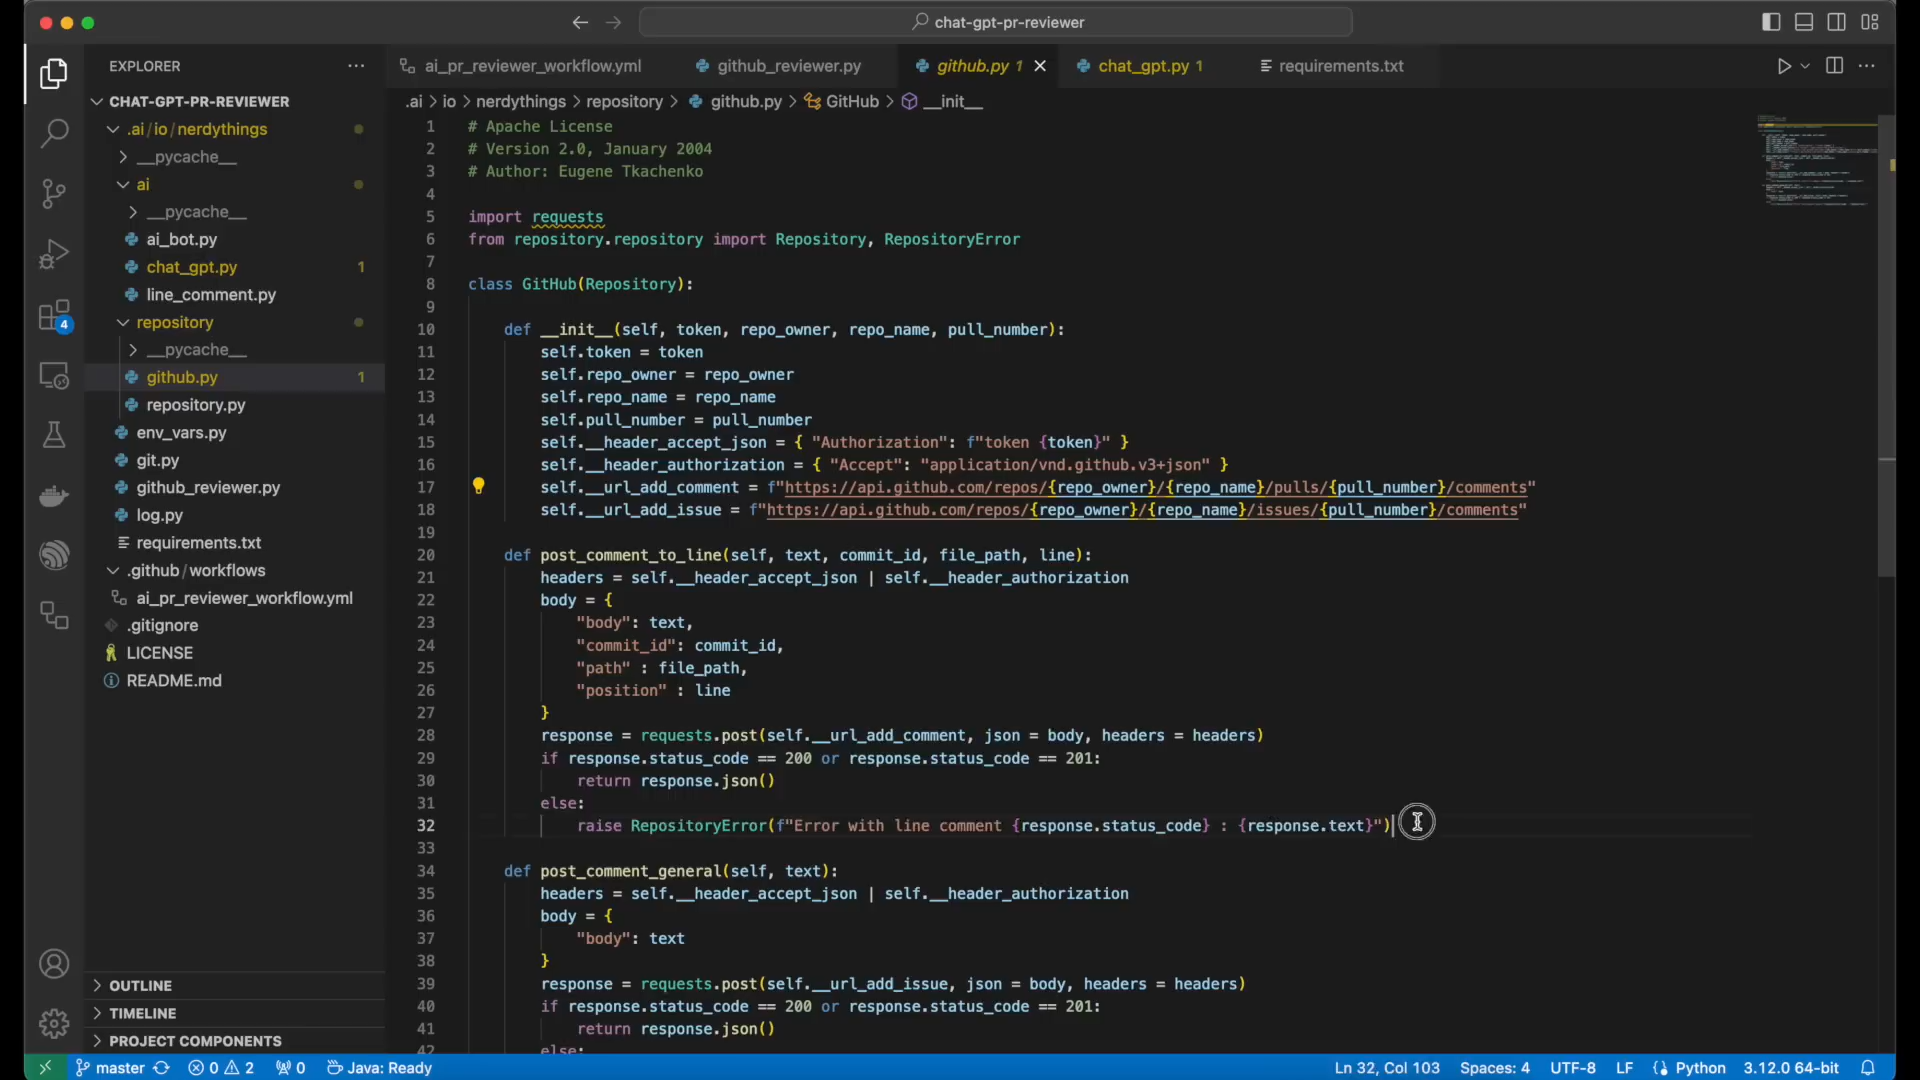 chat-gpt-pr-reviewer
EXPLORER
ai_pr_reviewer_workflow.yml
github_reviewer.py
github.py 1
chat_gpt.py 1
requirements.txt
CHAT-GPT-PR-REVIEWER
.ai/io/nerdythings
__pycache__
ai
__pycache__
ai_bot.py
chat_gpt.py 1
line_comment.py
repository
__pycache__
github.py 1
repository.py
env_vars.py
git.py
github_reviewer.py
log.py
requirements.txt
.github/workflows
ai_pr_reviewer_workflow.yml
.gitignore
LICENSE
README.md
OUTLINE
TIMELINE
PROJECT COMPONENTS
4
.ai > io > nerdythings > repository > github.py > GitHub > __init__
1 # Apache License
2 # Version 2.0, January 2004
3 # Author: Eugene Tkachenko
4
5 import requests
6 from repository.repository import Repository, RepositoryError
7
8 class GitHub(Repository):
9
10 def __init__(self, token, repo_owner, repo_name, pull_number):
11 self.token = token
12 self.repo_owner = repo_owner
13 self.repo_name = repo_name
14 self.pull_number = pull_number
15 self.__header_accept_json = { "Authorization": f"token {token}" }
16 self.__header_authorization = { "Accept": "application/vnd.github.v3+json" }
17 self.__url_add_comment = f"https://api.github.com/repos/{repo_owner}/{repo_name}/pulls/{pull_number}/comments"
18 self.__url_add_issue = f"https://api.github.com/repos/{repo_owner}/{repo_name}/issues/{pull_number}/comments"
19
20 def post_comment_to_line(self, text, commit_id, file_path, line):
21 headers = self.__header_accept_json | self.__header_authorization
22 body = {
23 "body": text,
24 "commit_id": commit_id,
25 "path" : file_path,
26 "position" : line
27 }
28 response = requests.post(self.__url_add_comment, json = body, headers = headers)
29 if response.status_code == 200 or response.status_code == 201:
30 return response.json()
31 else:
32 raise RepositoryError(f"Error with line comment {response.status_code} : {response.text}")
33
34 def post_comment_general(self, text):
35 headers = self.__header_accept_json | self.__header_authorization
36 body = {
37 "body": text
38 }
39 response = requests.post(self.__url_add_issue, json = body, headers = headers)
40 if response.status_code == 200 or response.status_code == 201:
41 return response.json()
42 else:
master 0 2 0 Java: Ready Ln 32, Col 103 Spaces: 4 UTF-8 LF Python 3.12.0 64-bit